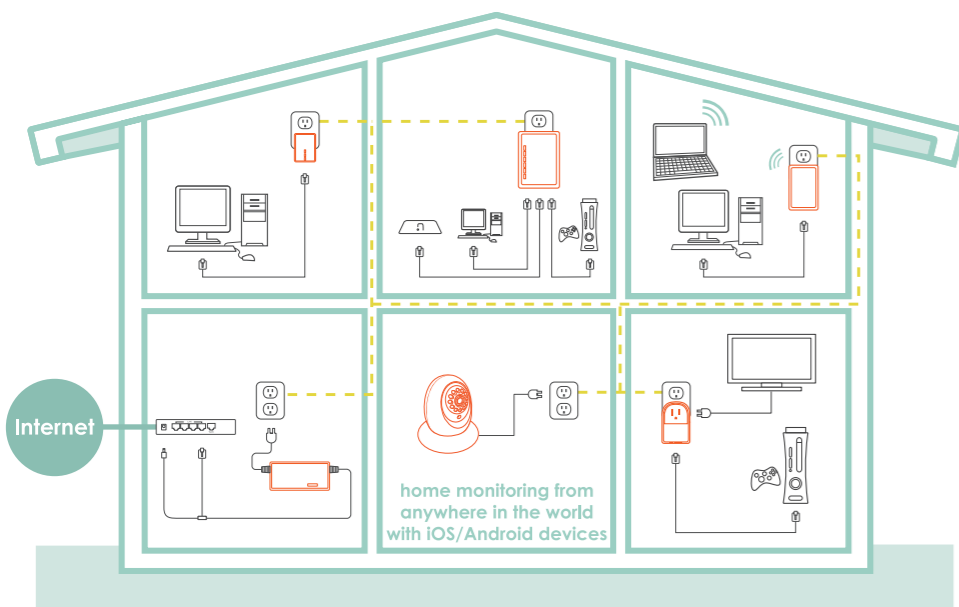 Internet
home monitoring from
anywhere in the world
with iOS/Android devices